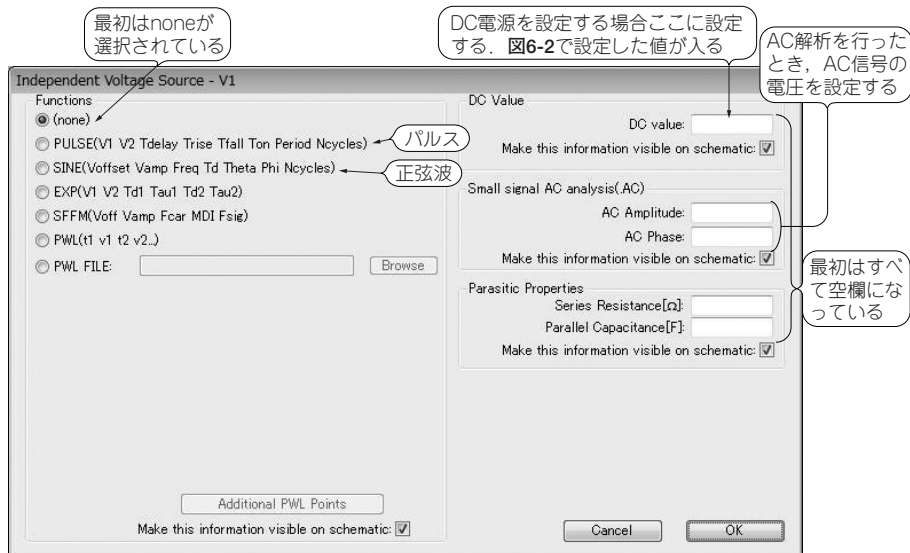 最初はnoneが
選択されている
DC電源を設定する場合ここに設定
する．図6-2で設定した値が入る
AC解析を行った
とき，AC信号の
電圧を設定する
Independent Voltage Source - V1
Functions
(none)
PULSE(V1 V2 Tdelay Trise Tfall Ton Period Ncycles)
パルス
SINE(Voffset Vamp Freq Td Theta Phi Ncycles)
正弦波
EXP(V1 V2 Td1 Tau1 Td2 Tau2)
SFFM(Voff Vamp Fcar MDI Fsig)
PWL(t1 v1 t2 v2...)
PWL FILE:
Browse
Additional PWL Points
Make this information visible on schematic:
DC Value
DC value:
Make this information visible on schematic:
Small signal AC analysis(.AC)
AC Amplitude:
AC Phase:
Make this information visible on schematic:
Parasitic Properties
Series Resistance[Ω]:
Parallel Capacitance[F]:
Make this information visible on schematic:
最初はすべ
て空欄にな
っている
Cancel
OK